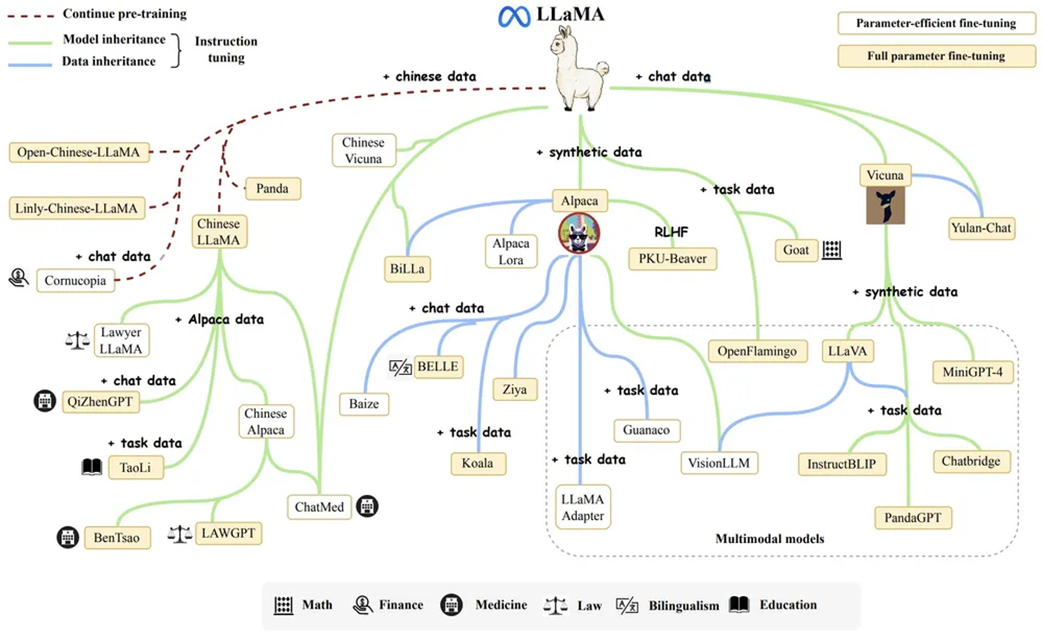 LLaMA
Continue pre-training
Model inheritance
Data inheritance
Instruction
tuning
Parameter-efficient fine-tuning
Full parameter fine-tuning
+ chinese data
+ chat data
Chinese
Vicuna
+ synthetic data
Open-Chinese-LLaMA
Panda
Linly-Chinese-LLaMA
Chinese
LLaMA
+ chat data
Cornucopia
Alpaca
+ task data
Vicuna
Yulan-Chat
BiLLa
Alpaca
Lora
RLHF
PKU-Beaver
Goat
+ synthetic data
Lawyer
LLaMA
+ Alpaca data
+ chat data
+ chat data
QiZhenGPT
Chinese
Alpaca
+ task data
TaoLi
BELLE
Baize
Ziya
+ task data
Koala
+ task data
Guanaco
+ task data
LLaMA
Adapter
OpenFlamingo
LLaVA
MiniGPT-4
+ task data
VisionLLM
InstructBLIP
Chatbridge
PandaGPT
ChatMed
BenTsao
LAWGPT
Multimodal models
Math
Finance
Medicine
Law
Bilingualism
Education